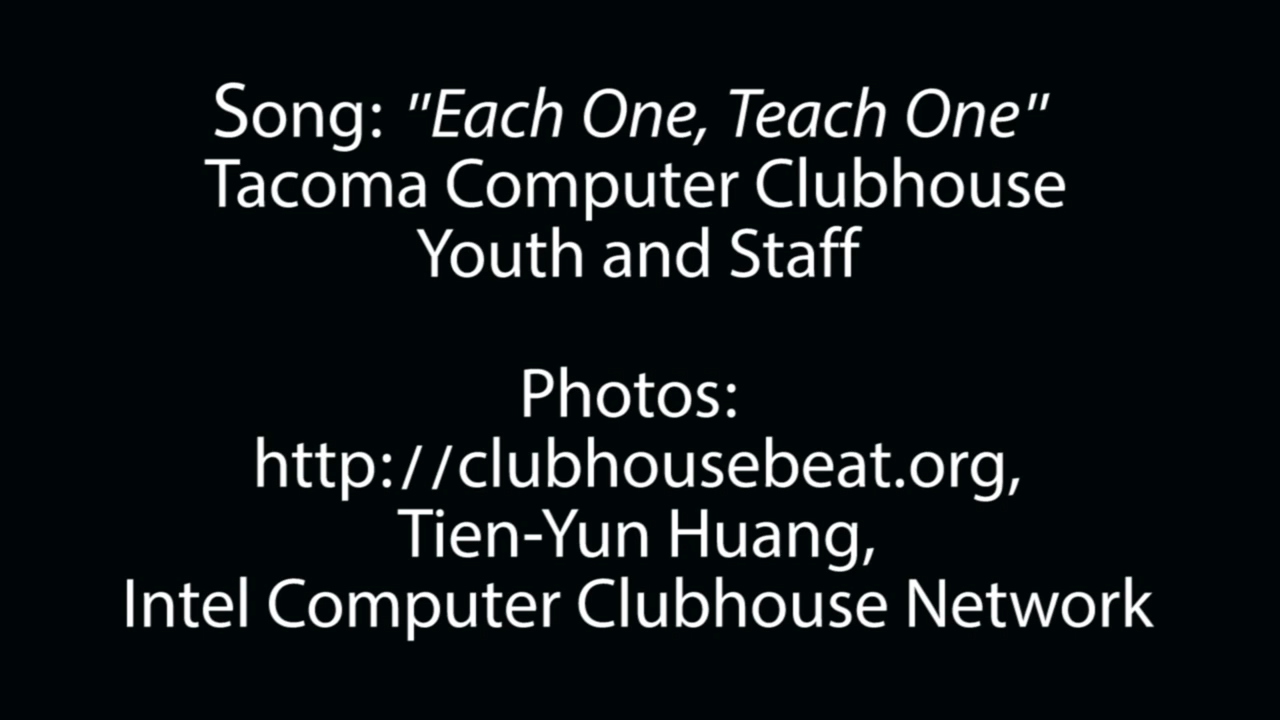 Song: "Each One, Teach One"
Tacoma Computer Clubhouse
Youth and Staff
Photos:
http://clubhousebeat.org,
Tien-Yun Huang,
Intel Computer Clubhouse Network